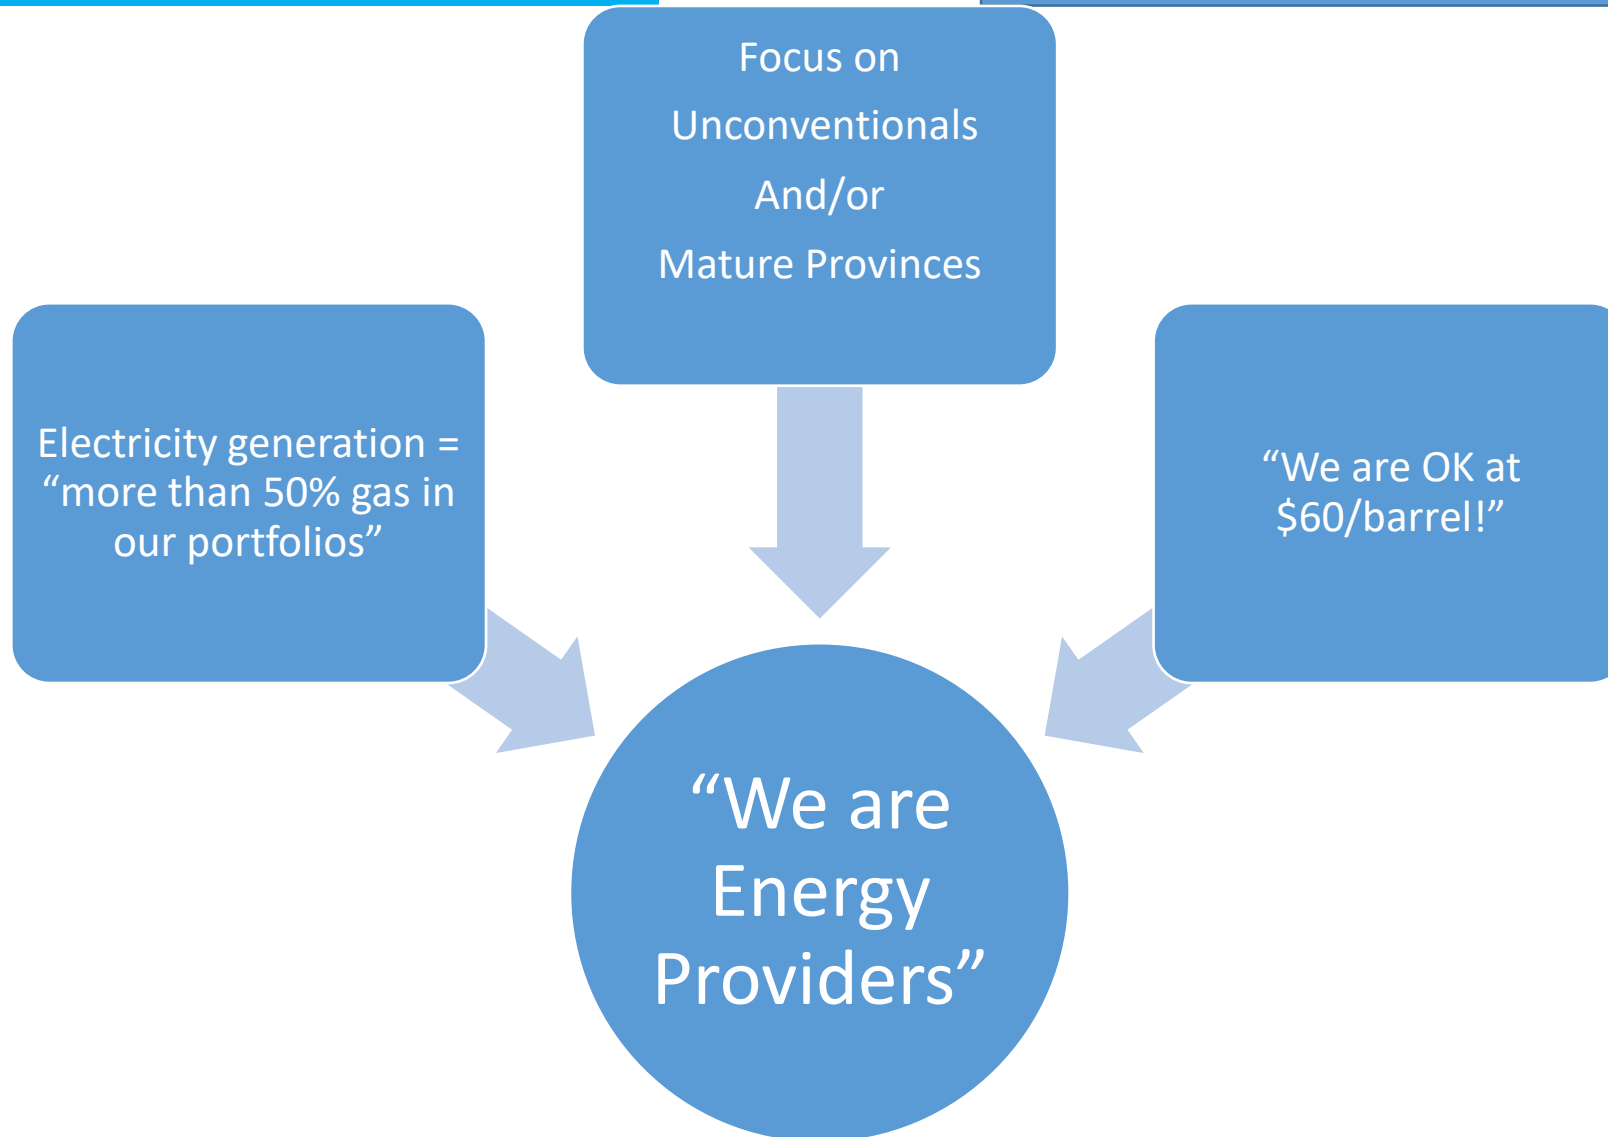 Focus on
Unconventionals
And/or
Mature Provinces
Electricity generation =
“more than 50% gas in
our portfolios”
“We are OK at
$60/barrel!”
“We are
Energy
Providers”